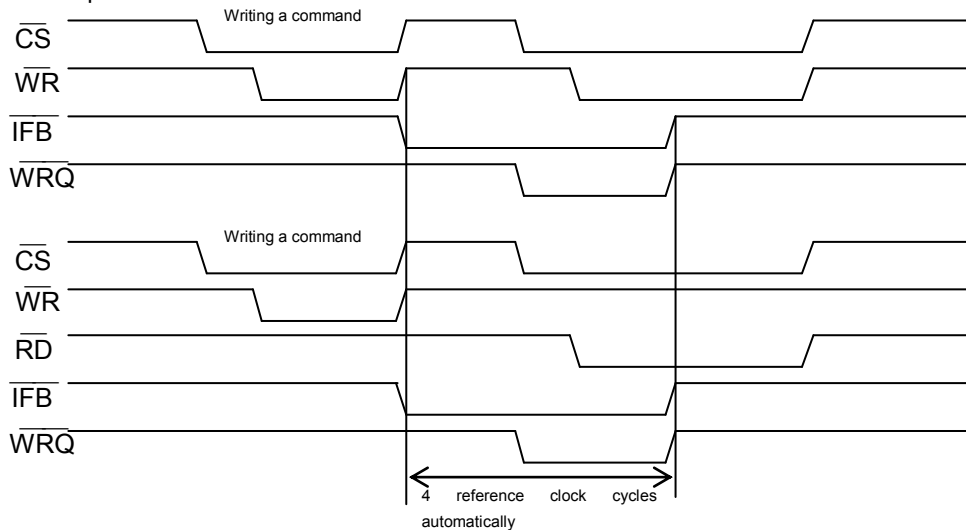 Writing a command
CS
WR
IFB
WRQ
Writing a command
CS
WR
RD
IFB
WRQ
4 reference clock cycles
automatically